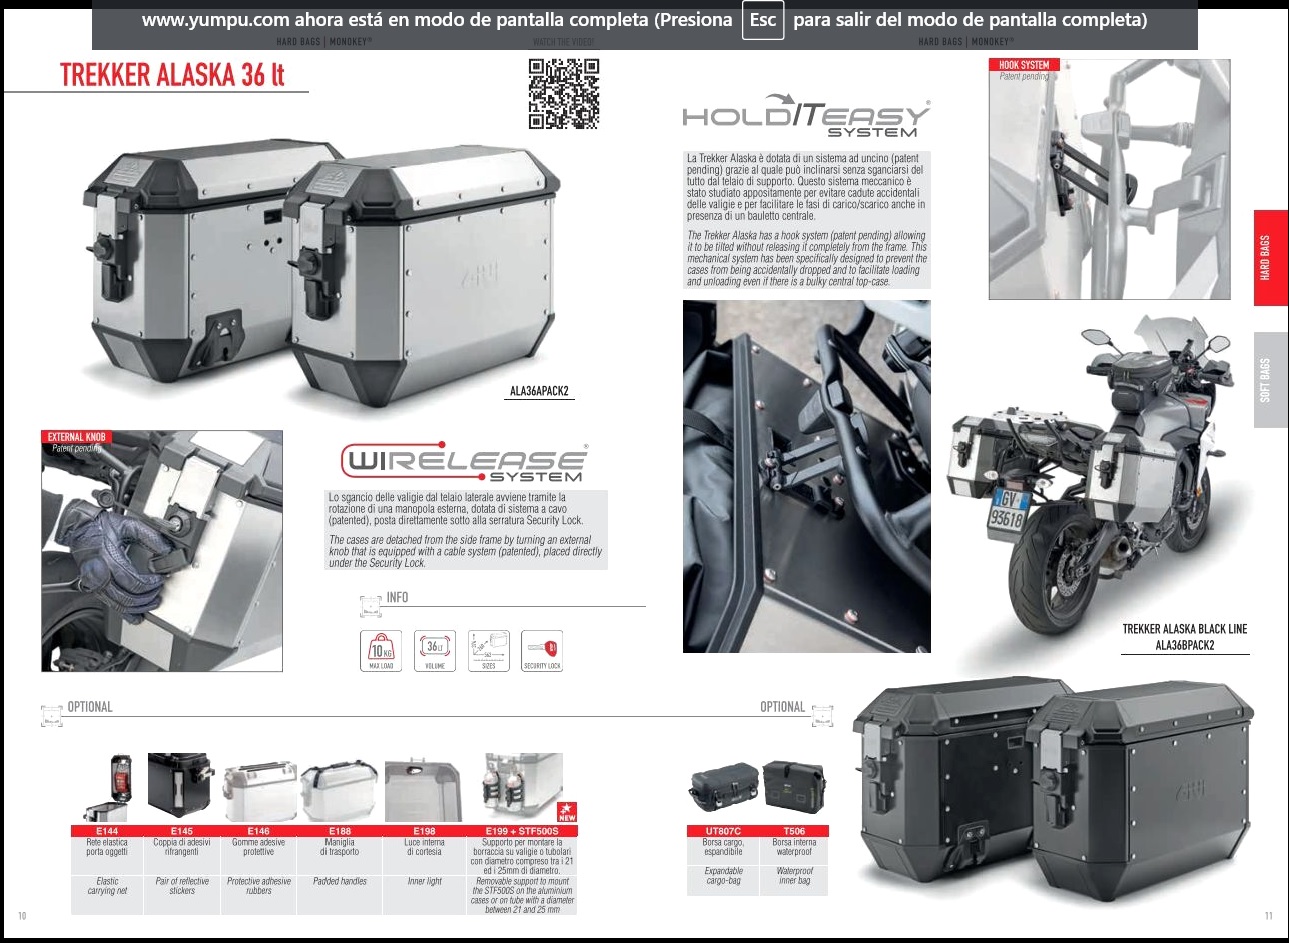 www.yumpu.com ahora está en modo de pantalla completa (Presiona Esc para salir del modo de pantalla completa)
HARD BAGS | MONOKEY®
WATCH THE VIDEO!
HARD BAGS | MONOKEY®
TREKKER ALASKA 36 lt
ALA36APACK2
EXTERNAL KNOB
Patent pending
WIRELEASE®
SYSTEM
Lo sgancio delle valigie dal telaio laterale avviene tramite la
rotazione di una manopola esterna, dotata di sistema a cavo
(patented), posta direttamente sotto alla serratura Security Lock.
The cases are detached from the side frame by turning an external
knob that is equipped with a cable system (patented), placed directly
under the Security Lock.
INFO
10 KG
MAX LOAD
36 LT
VOLUME
SIZES
SECURITY LOCK
HOLDITEASY®
SYSTEM
La Trekker Alaska è dotata di un sistema ad uncino (patent
pending) grazie al quale può inclinarsi senza sganciarsi del
tutto dal telaio di supporto. Questo sistema meccanico è
stato studiato appositamente per evitare cadute accidentali
delle valigie e per facilitare le fasi di carico/scarico anche in
presenza di un bauletto centrale.
The Trekker Alaska has a hook system (patent pending) allowing
it to be tilted without releasing it completely from the frame. This
mechanical system has been specifically designed to prevent the
cases from being accidentally dropped and to facilitate loading
and unloading even if there is a bulky central top-case.
HOOK SYSTEM
Patent pending
HARD BAGS
SOFT BAGS
GV
93618
TREKKER ALASKA BLACK LINE
ALA36BPACK2
GIVI
GIVI
OPTIONAL
OPTIONAL
NEW
E144
Rete elastica
porta oggetti
Elastic
carrying net
E145
Coppia di adesivi
rifrangenti
Pair of reflective
stickers
E146
Gomme adesive
protettive
Protective adhesive
rubbers
E188
Maniglia
di trasporto
Padded handles
E198
Luce interna
di cortesia
Inner light
E199 + STF500S
Supporto per montare la
borraccia su valigie o tubolari
con diametro compreso tra i 21
ed i 25mm di diametro.
Removable support to mount
the STF500S on the aluminium
cases or on tube with a diameter
between 21 and 25 mm
UT807C
Borsa cargo,
espandibile
Expandable
cargo-bag
T506
Borsa interna
waterproof
Waterproof
inner bag
10
11